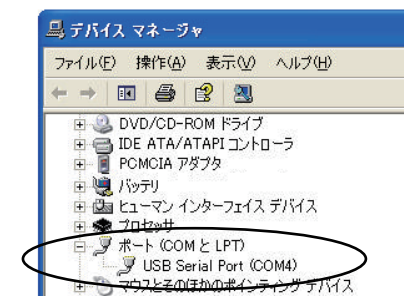 デバイス マネージャ
ファイル(F) 操作(A) 表示(V) ヘルプ(H)
DVD/CD-ROM ドライブ
IDE ATA/ATAPI コントローラ
PCMCIA アダプタ
バッテリ
ヒューマン インターフェイス デバイス
プロセッサ
ポート (COM と LPT)
USB Serial Port (COM4)
マウスとそのほかのポインティング デバイス